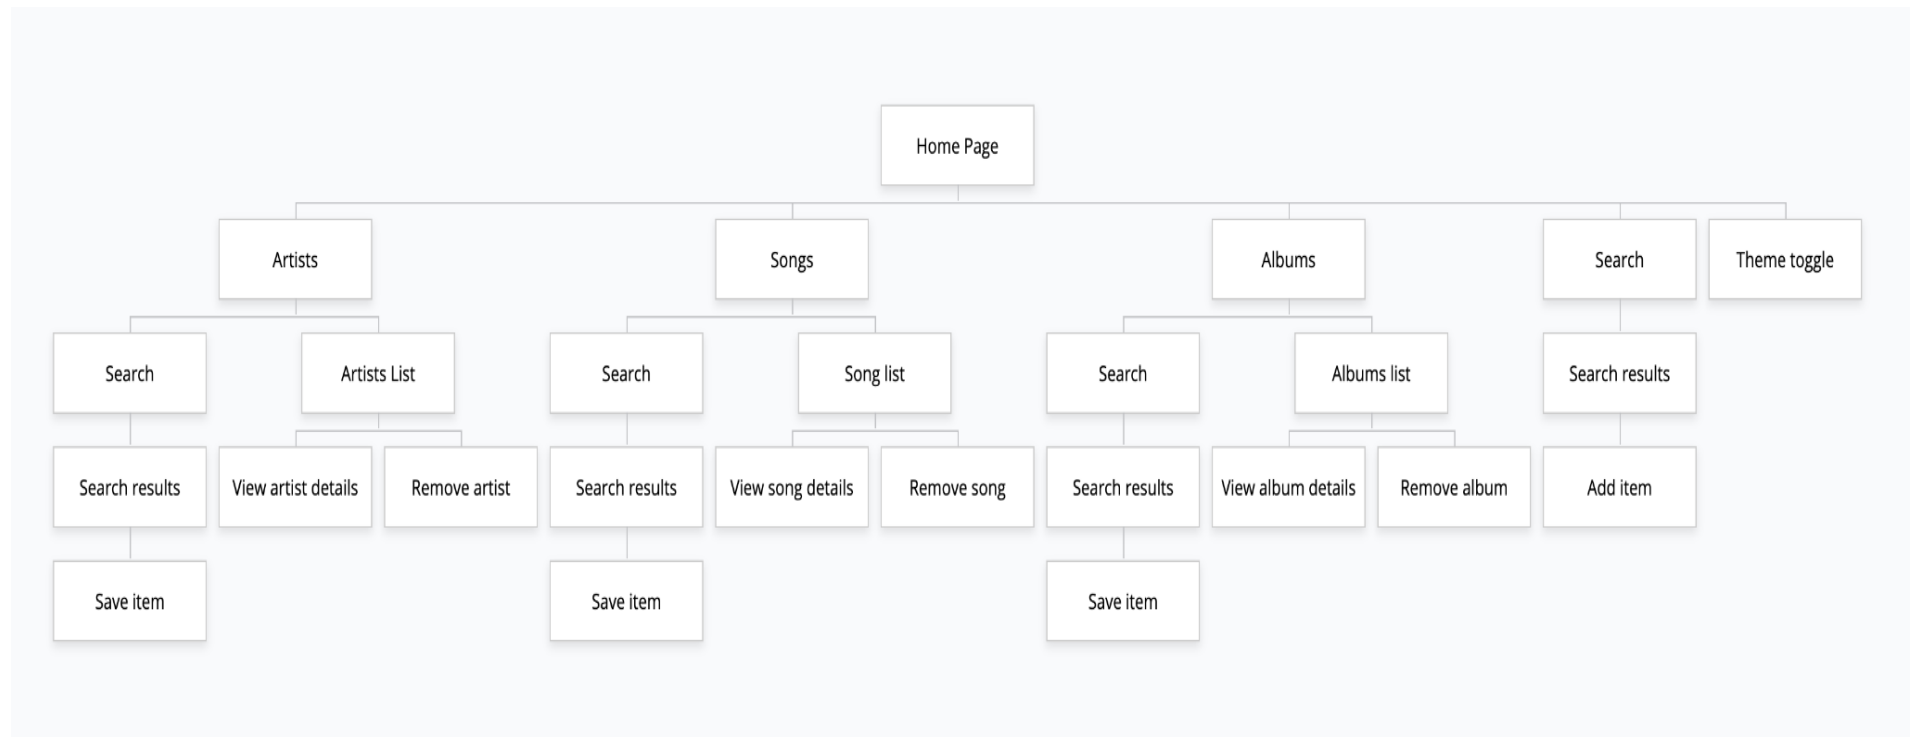 Home Page
Artists
Songs
Albums
Search
Theme toggle
Search
Artists List
Search
Song list
Search
Albums list
Search results
Search results
View artist details
Remove artist
Search results
View song details
Remove song
Search results
View album details
Remove album
Add item
Save item
Save item
Save item